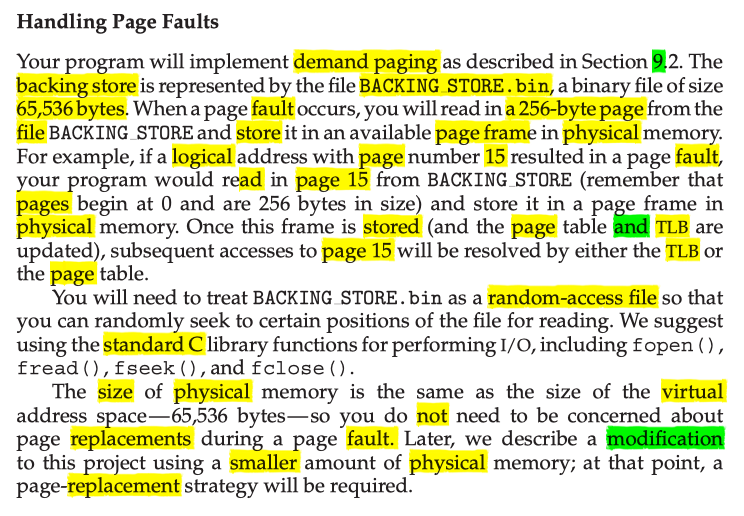 Handling Page Faults
Your program will implement demand paging as described in Section 9.2. The
backing store is represented by the file BACKING_STORE.bin, a binary file of size
65,536 bytes. When a page fault occurs, you will read in a 256-byte page from the
file BACKING_STORE and store it in an available page frame in physical memory.
For example, if a logical address with page number 15 resulted in a page fault,
your program would read in page 15 from BACKING_STORE (remember that
pages begin at 0 and are 256 bytes in size) and store it in a page frame in
physical memory. Once this frame is stored (and the page table and TLB are
updated), subsequent accesses to page 15 will be resolved by either the TLB or
the page table.
You will need to treat BACKING_STORE.bin as a random-access file so that
you can randomly seek to certain positions of the file for reading. We suggest
using the standard C library functions for performing I/O, including fopen(),
fread(), fseek(), and fclose().
The size of physical memory is the same as the size of the virtual
address space—65,536 bytes—so you do not need to be concerned about
page replacements during a page fault. Later, we describe a modification
to this project using a smaller amount of physical memory; at that point, a
page-replacement strategy will be required.